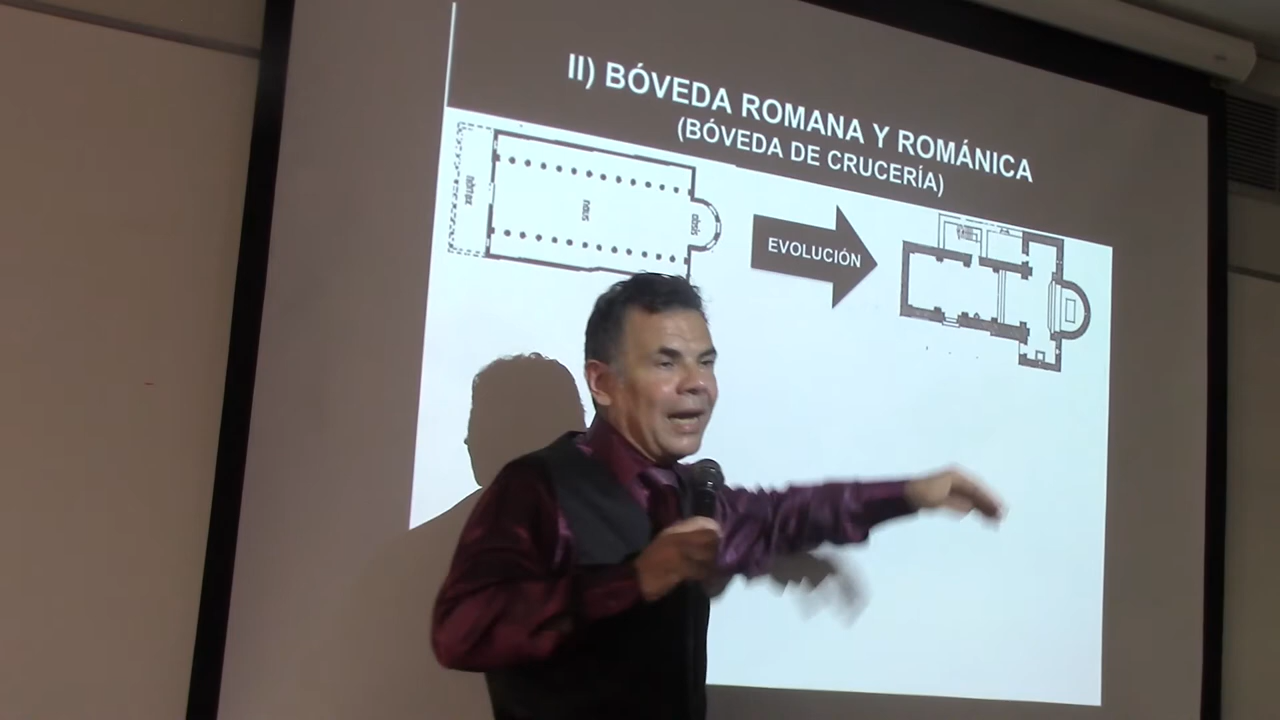 II) BÓVEDA ROMANA Y ROMÁNICA
(BÓVEDA DE CRUCERÍA)
EVOLUCIÓN